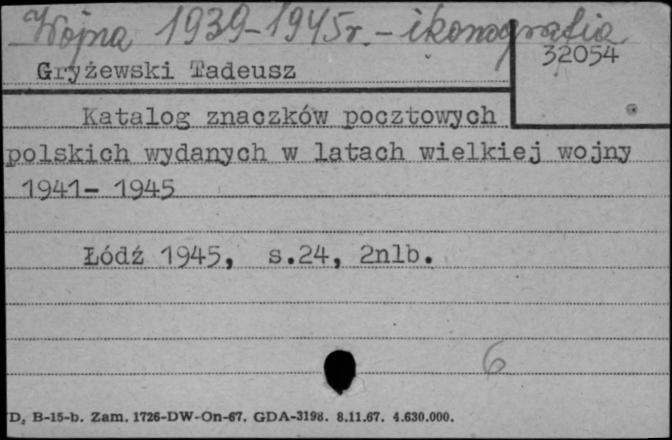 Wojna 1939-1945r. - ikonografia
32054
Gryżewski Tadeusz
Katalog znaczków pocztowych
polskich wydanych w latach wielkiej wojny
1941- 1945
Łódź 1945, s.24, 2nlb.
6
D, B-15-b. Zam. 1726-DW-On-67. GDA-3198. 8.11.67. 4.630.000.